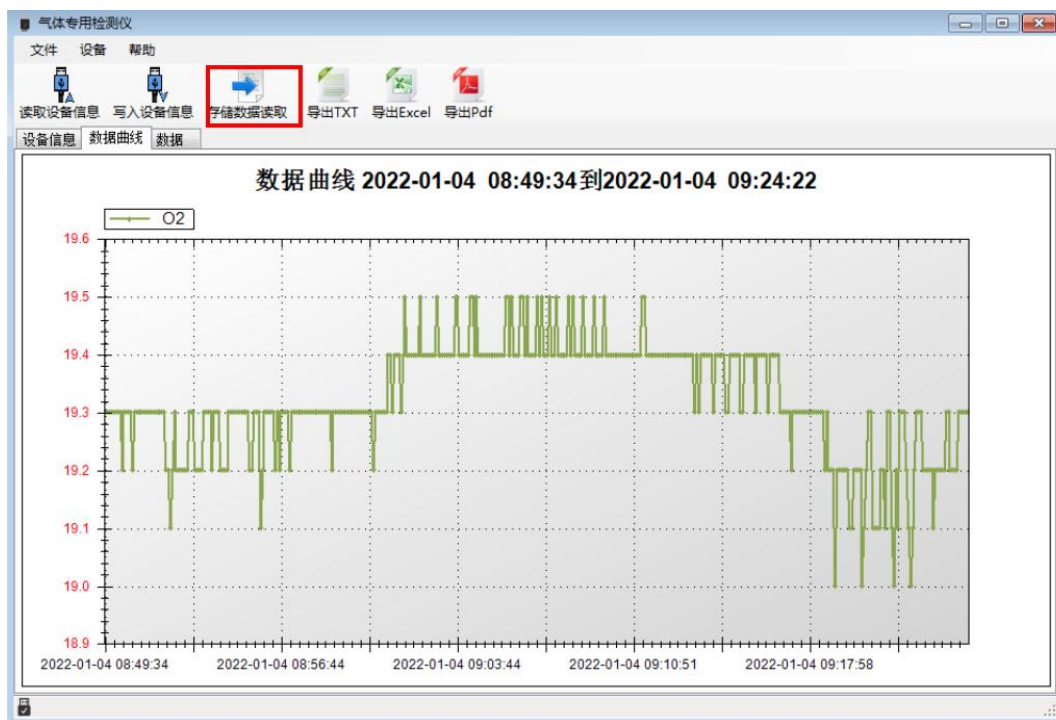 气体专用检测仪
文件 设备 帮助
读取设备信息 写入设备信息 存储数据读取 导出TXT 导出Excel 导出Pdf
设备信息 数据曲线 数据
数据曲线 2022-01-04 08:49:34到2022-01-04 09:24:22
O2
19.6
19.5
19.4
19.3
19.2
19.1
19.0
18.9
2022-01-04 08:49:34 2022-01-04 08:56:44 2022-01-04 09:03:44 2022-01-04 09:10:51 2022-01-04 09:17:58